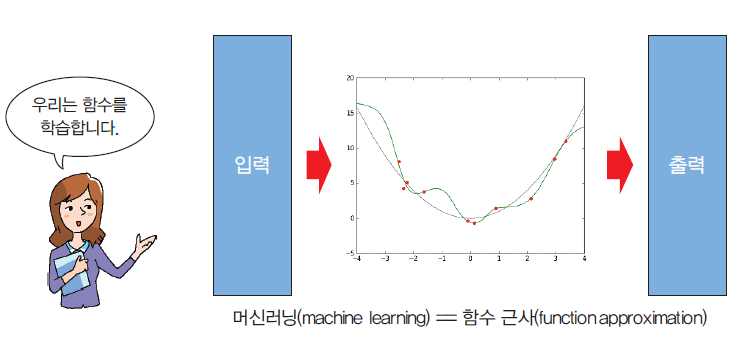 우리는 함수를
학습합니다.
입력
20
15
10
5
0
−5
−4 −3 −2 −1 0 1 2 3 4
출력
머신러닝(machine learning) == 함수 근사(function approximation)